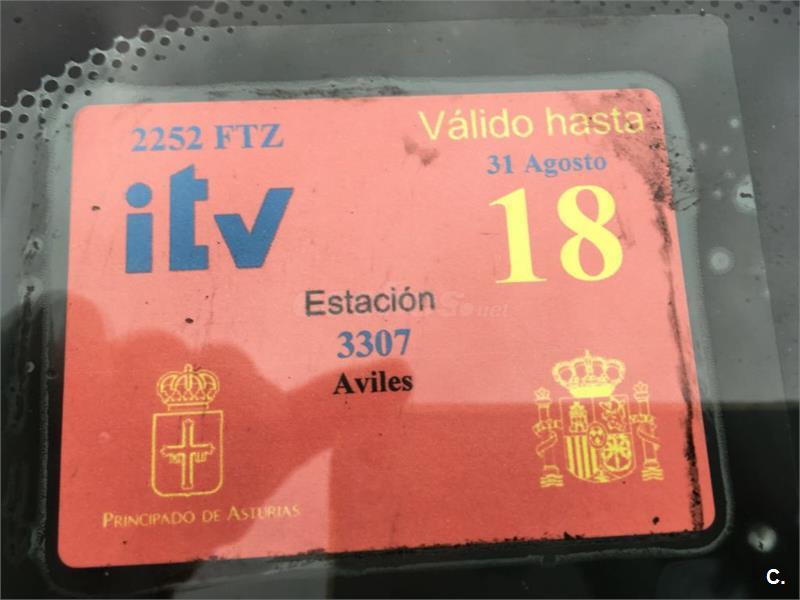 2252 FTZ
Válido hasta
31 Agosto
itv
18
Estación
3307
Aviles
PRINCIPADO DE ASTURIAS
C.